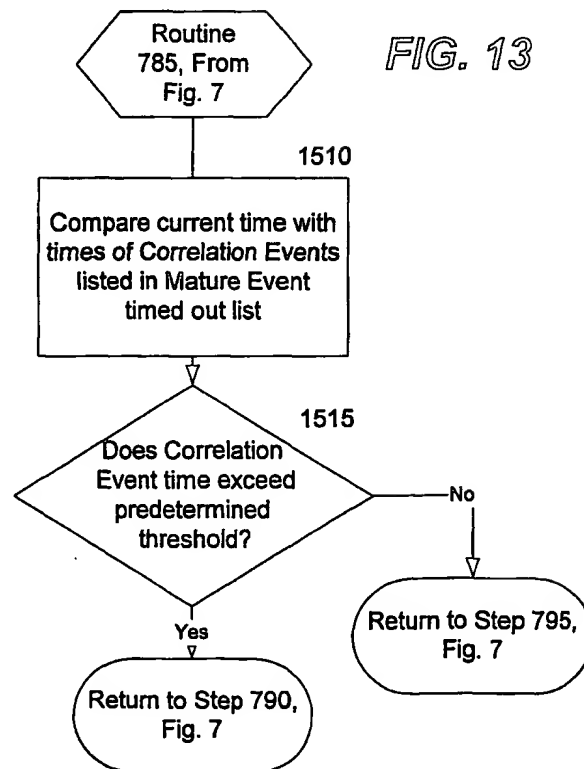 Routine
785, From
Fig. 7
FIG. 13
1510
Compare current time with
times of Correlation Events
listed in Mature Event
timed out list
1515
Does Correlation
Event time exceed
predetermined
threshold?
No
Yes
Return to Step 795,
Fig. 7
Return to Step 790,
Fig. 7